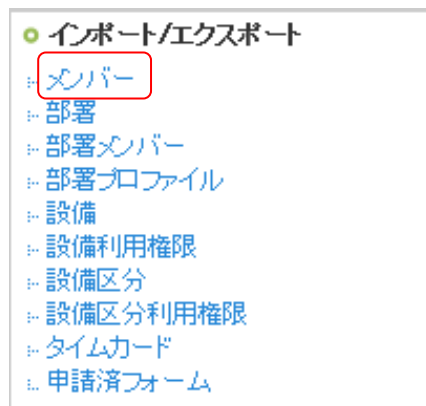 インポート/エクスポート
メンバー
部署
部署メンバー
部署プロファイル
設備
設備利用権限
設備区分
設備区分利用権限
タイムカード
申請済フォーム